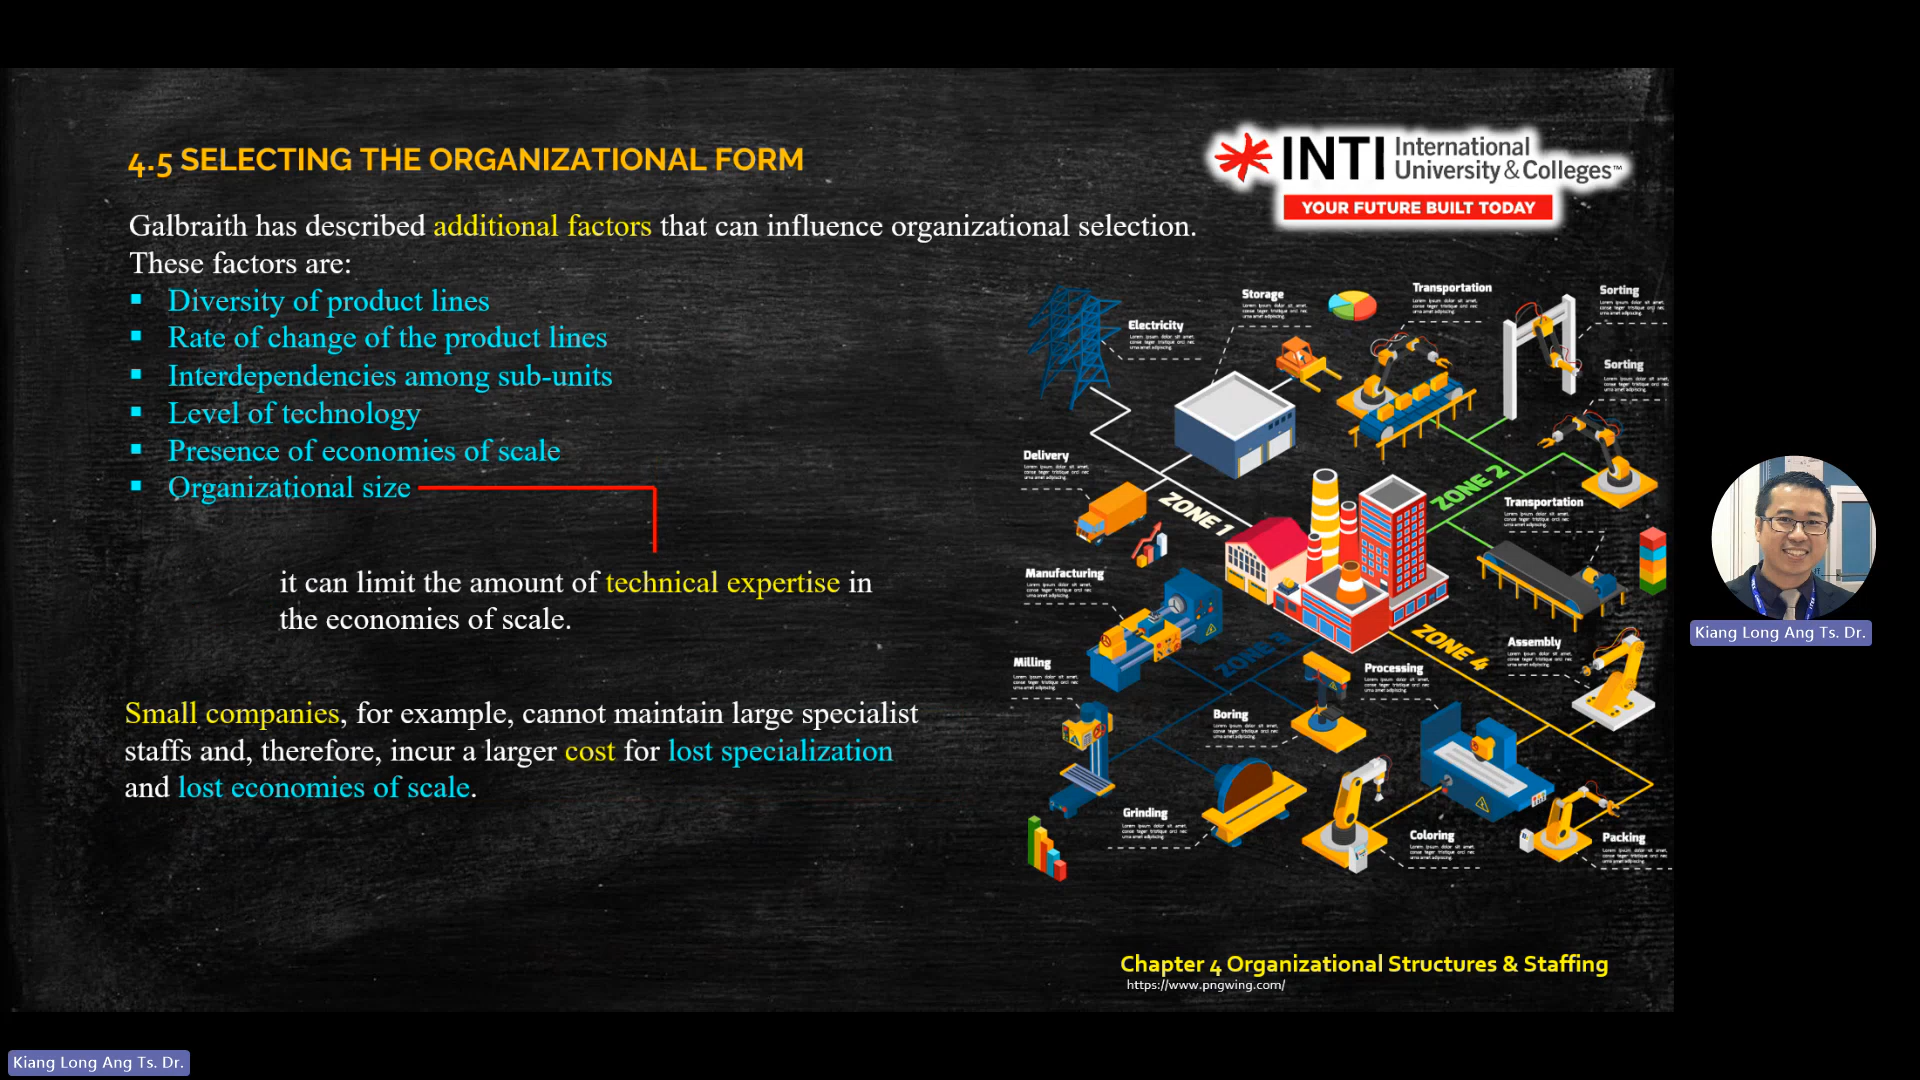 4.5 SELECTING THE ORGANIZATIONAL FORM
INTI International
University & Colleges™
YOUR FUTURE BUILT TODAY
Galbraith has described additional factors that can influence organizational selection.
These factors are:
▪ Diversity of product lines
▪ Rate of change of the product lines
▪ Interdependencies among sub-units
▪ Level of technology
▪ Presence of economies of scale
▪ Organizational size
it can limit the amount of technical expertise in
the economies of scale.
Small companies, for example, cannot maintain large specialist
staffs and, therefore, incur a larger cost for lost specialization
and lost economies of scale.
Storage
Transportation
Sorting
Electricity
Sorting
Delivery
ZONE 1
ZONE 2
Transportation
Manufacturing
ZONE 3
ZONE 4
Assembly
Milling
Processing
Boring
Grinding
Coloring
Packing
Chapter 4 Organizational Structures & Staffing
https://www.pngwing.com/
Kiang Long Ang Ts. Dr.
Kiang Long Ang Ts. Dr.